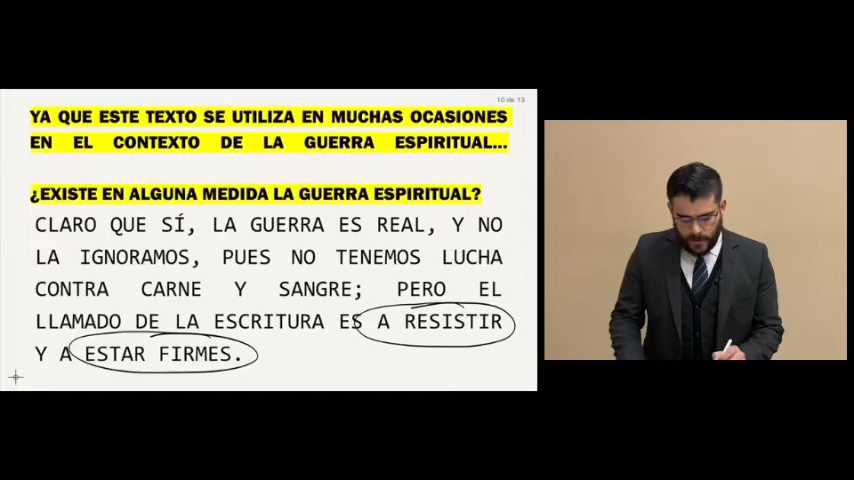 10 de 13
YA QUE ESTE TEXTO SE UTILIZA EN MUCHAS OCASIONES
EN EL CONTEXTO DE LA GUERRA ESPIRITUAL...
¿EXISTE EN ALGUNA MEDIDA LA GUERRA ESPIRITUAL?
CLARO QUE SÍ, LA GUERRA ES REAL, Y NO
LA IGNORAMOS, PUES NO TENEMOS LUCHA
CONTRA CARNE Y SANGRE; PERO EL
LLAMADO DE LA ESCRITURA ES A RESISTIR
Y A ESTAR FIRMES.